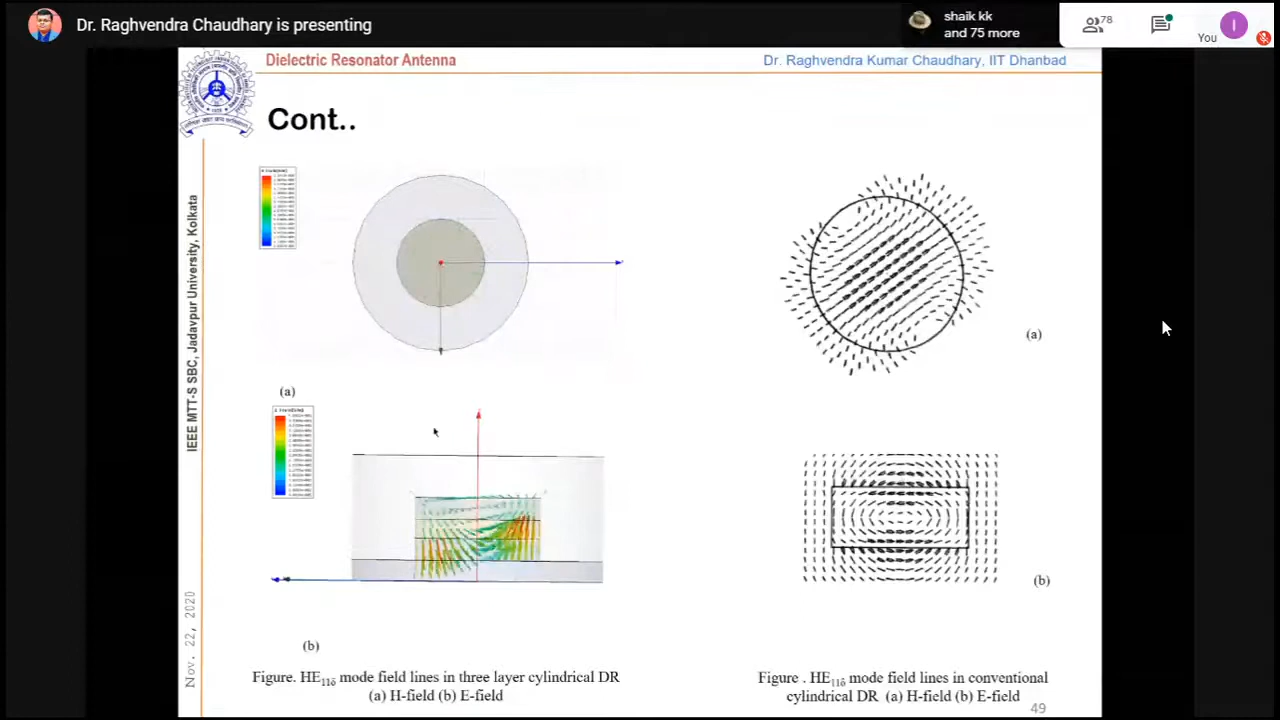 Dr. Raghvendra Chaudhary is presenting
shaik kk
and 75 more
78
You
I
Dielectric Resonator Antenna
Dr. Raghvendra Kumar Chaudhary, IIT Dhanbad
Cont..
IEEE MTT-S SBC, Jadavpur University, Kolkata
Nov. 22, 2020
(a)
(a)
(b)
(b)
Figure. HE₁₁δ mode field lines in three layer cylindrical DR
(a) H-field (b) E-field
Figure . HE₁₁δ mode field lines in conventional
cylindrical DR (a) H-field (b) E-field
49